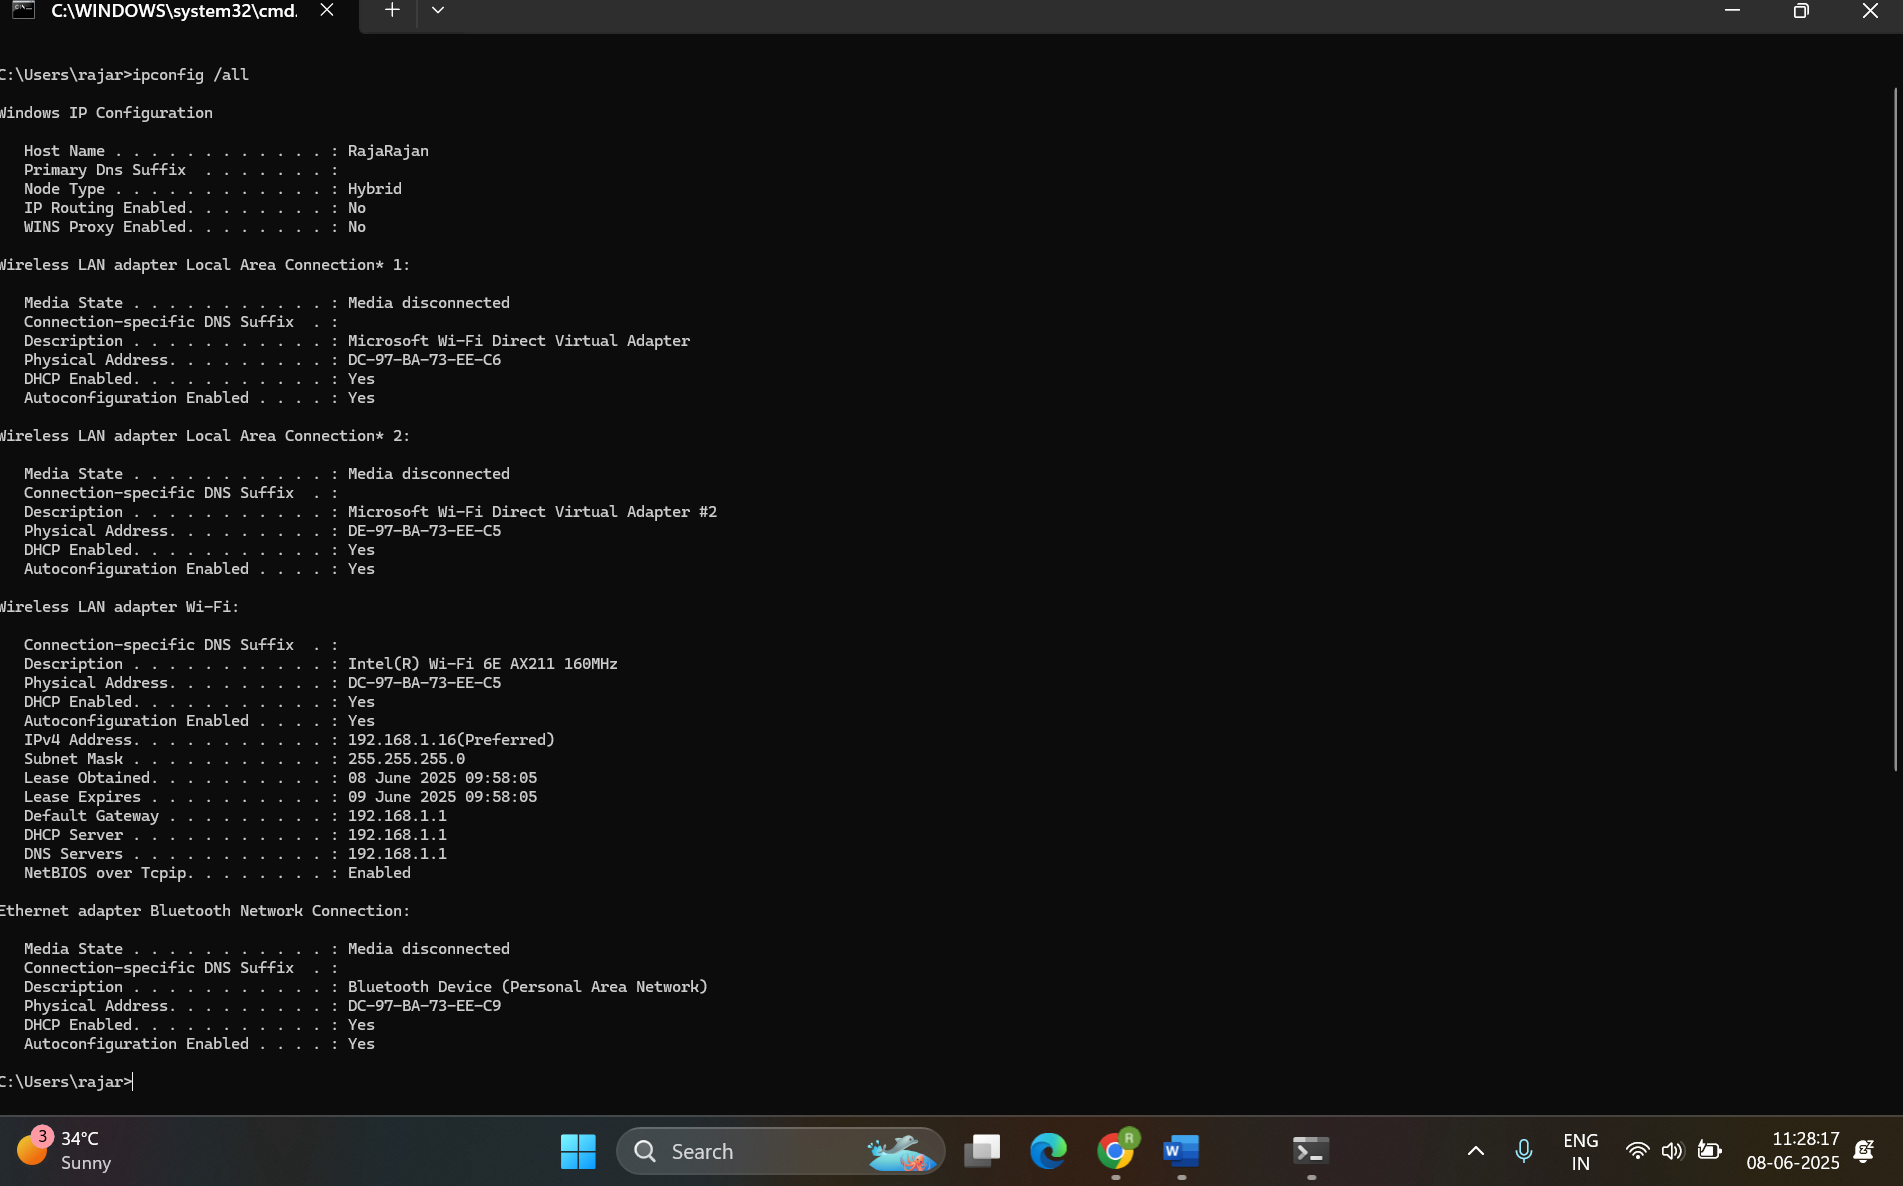 C:\WINDOWS\system32\cmd.
C:\Users\rajar>ipconfig /all
Windows IP Configuration
Host Name . . . . . . . . . . . . : RajaRajan
Primary Dns Suffix  . . . . . . . :
Node Type . . . . . . . . . . . . : Hybrid
IP Routing Enabled. . . . . . . . : No
WINS Proxy Enabled. . . . . . . . : No
Wireless LAN adapter Local Area Connection* 1:
Media State . . . . . . . . . . . : Media disconnected
Connection-specific DNS Suffix  . :
Description . . . . . . . . . . . : Microsoft Wi-Fi Direct Virtual Adapter
Physical Address. . . . . . . . . : DC-97-BA-73-EE-C6
DHCP Enabled. . . . . . . . . . . : Yes
Autoconfiguration Enabled . . . . : Yes
Wireless LAN adapter Local Area Connection* 2:
Media State . . . . . . . . . . . : Media disconnected
Connection-specific DNS Suffix  . :
Description . . . . . . . . . . . : Microsoft Wi-Fi Direct Virtual Adapter #2
Physical Address. . . . . . . . . : DE-97-BA-73-EE-C5
DHCP Enabled. . . . . . . . . . . : Yes
Autoconfiguration Enabled . . . . : Yes
Wireless LAN adapter Wi-Fi:
Connection-specific DNS Suffix  . :
Description . . . . . . . . . . . : Intel(R) Wi-Fi 6E AX211 160MHz
Physical Address. . . . . . . . . : DC-97-BA-73-EE-C5
DHCP Enabled. . . . . . . . . . . : Yes
Autoconfiguration Enabled . . . . : Yes
IPv4 Address. . . . . . . . . . . : 192.168.1.16(Preferred)
Subnet Mask . . . . . . . . . . . : 255.255.255.0
Lease Obtained. . . . . . . . . . : 08 June 2025 09:58:05
Lease Expires . . . . . . . . . . : 09 June 2025 09:58:05
Default Gateway . . . . . . . . . : 192.168.1.1
DHCP Server . . . . . . . . . . . : 192.168.1.1
DNS Servers . . . . . . . . . . . : 192.168.1.1
NetBIOS over Tcpip. . . . . . . . : Enabled
Ethernet adapter Bluetooth Network Connection:
Media State . . . . . . . . . . . : Media disconnected
Connection-specific DNS Suffix  . :
Description . . . . . . . . . . . : Bluetooth Device (Personal Area Network)
Physical Address. . . . . . . . . : DC-97-BA-73-EE-C9
DHCP Enabled. . . . . . . . . . . : Yes
Autoconfiguration Enabled . . . . : Yes
C:\Users\rajar>
3
34°C
Sunny
Search
R
W
ENG
IN
11:28:17
08-06-2025